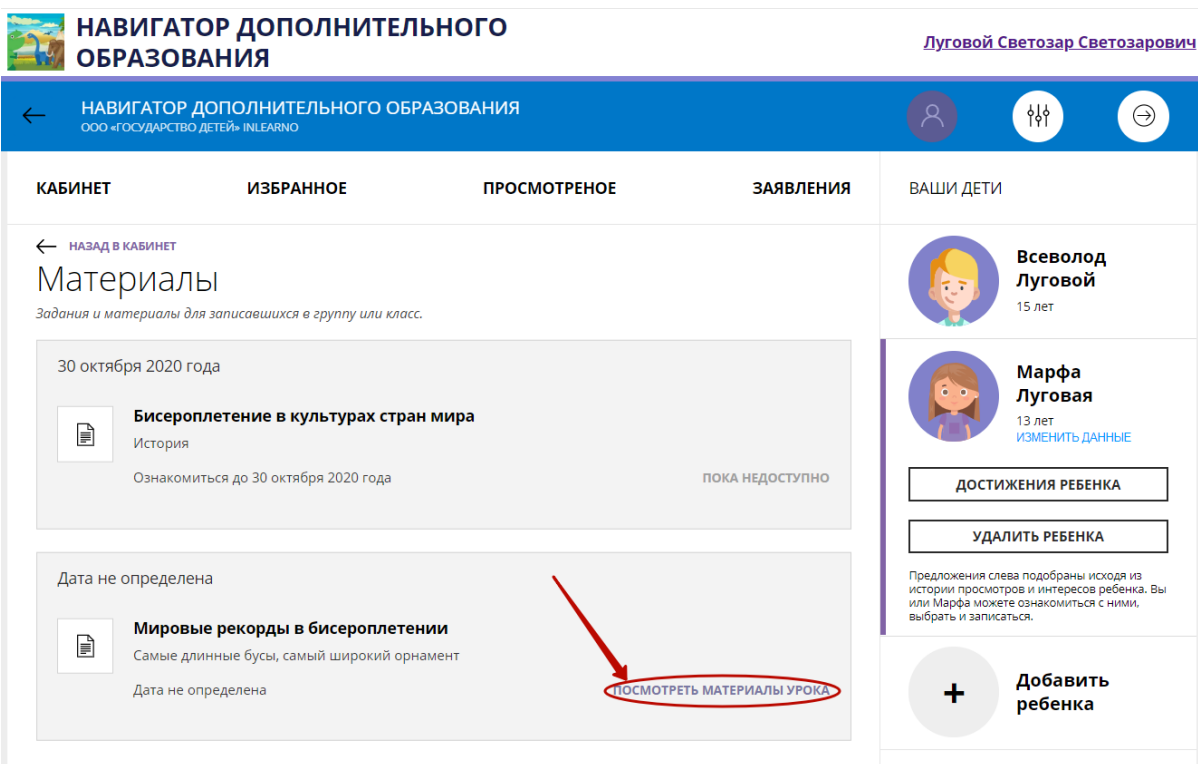 НАВИГАТОР ДОПОЛНИТЕЛЬНОГО
ОБРАЗОВАНИЯ
Луговой Светозар Светозарович
НАВИГАТОР ДОПОЛНИТЕЛЬНОГО ОБРАЗОВАНИЯ
ООО «ГОСУДАРСТВО ДЕТЕЙ» INLEARNO
КАБИНЕТ
ИЗБРАННОЕ
ПРОСМОТРЕНОЕ
ЗАЯВЛЕНИЯ
НАЗАД В КАБИНЕТ
Материалы
Задания и материалы для записавшихся в группу или класс.
30 октября 2020 года
Бисероплетение в культурах стран мира
История
Ознакомиться до 30 октября 2020 года
ПОКА НЕДОСТУПНО
Дата не определена
Мировые рекорды в бисероплетении
Самые длинные бусы, самый широкий орнамент
Дата не определена
ПОСМОТРЕТЬ МАТЕРИАЛЫ УРОКА
ВАШИ ДЕТИ
Всеволод
Луговой
15 лет
Марфа
Луговая
13 лет
ИЗМЕНИТЬ ДАННЫЕ
ДОСТИЖЕНИЯ РЕБЕНКА
УДАЛИТЬ РЕБЕНКА
Предложения слева подобраны исходя из
истории просмотров и интересов ребенка. Вы
или Марфа можете ознакомиться с ними,
выбрать и записаться.
Добавить
ребенка